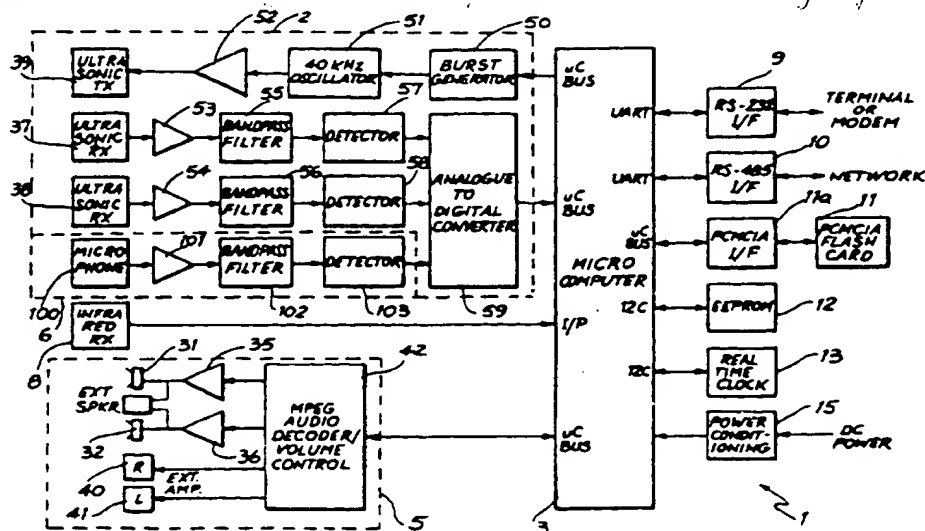 52
2
51
50
39
ULTRA SONIC TX
40 KHz OSCILLATOR
BURST GENERATOR
uC BUS
9
55
57
37
ULTRA SONIC RX
53
BANDPASS FILTER
DETECTOR
UART
RS-232 I/F
TERMINAL OR MODEM
10
54
56
58
38
ULTRA SONIC RX
BANDPASS FILTER
DETECTOR
ANALOGUE TO DIGITAL CONVERTER
uC BUS
UART
RS-485 I/F
NETWORK
11a
11
101
MICRO PHONE
BANDPASS FILTER
DETECTOR
uC BUS
MICRO COMPUTER
PCMCIA I/F
PCMCIA FLASH CARD
100
6
102
103
59
I2C
EEPROM
12
8
INFRA RED RX
I/P
31
35
42
I2C
REAL TIME CLOCK
13
EXT SPKR
MPEG AUDIO DECODER/ VOLUME CONTROL
15
32
36
uC BUS
POWER CONDIT-IONING
DC POWER
40
R
EXT. AMP.
41
L
5
3
1